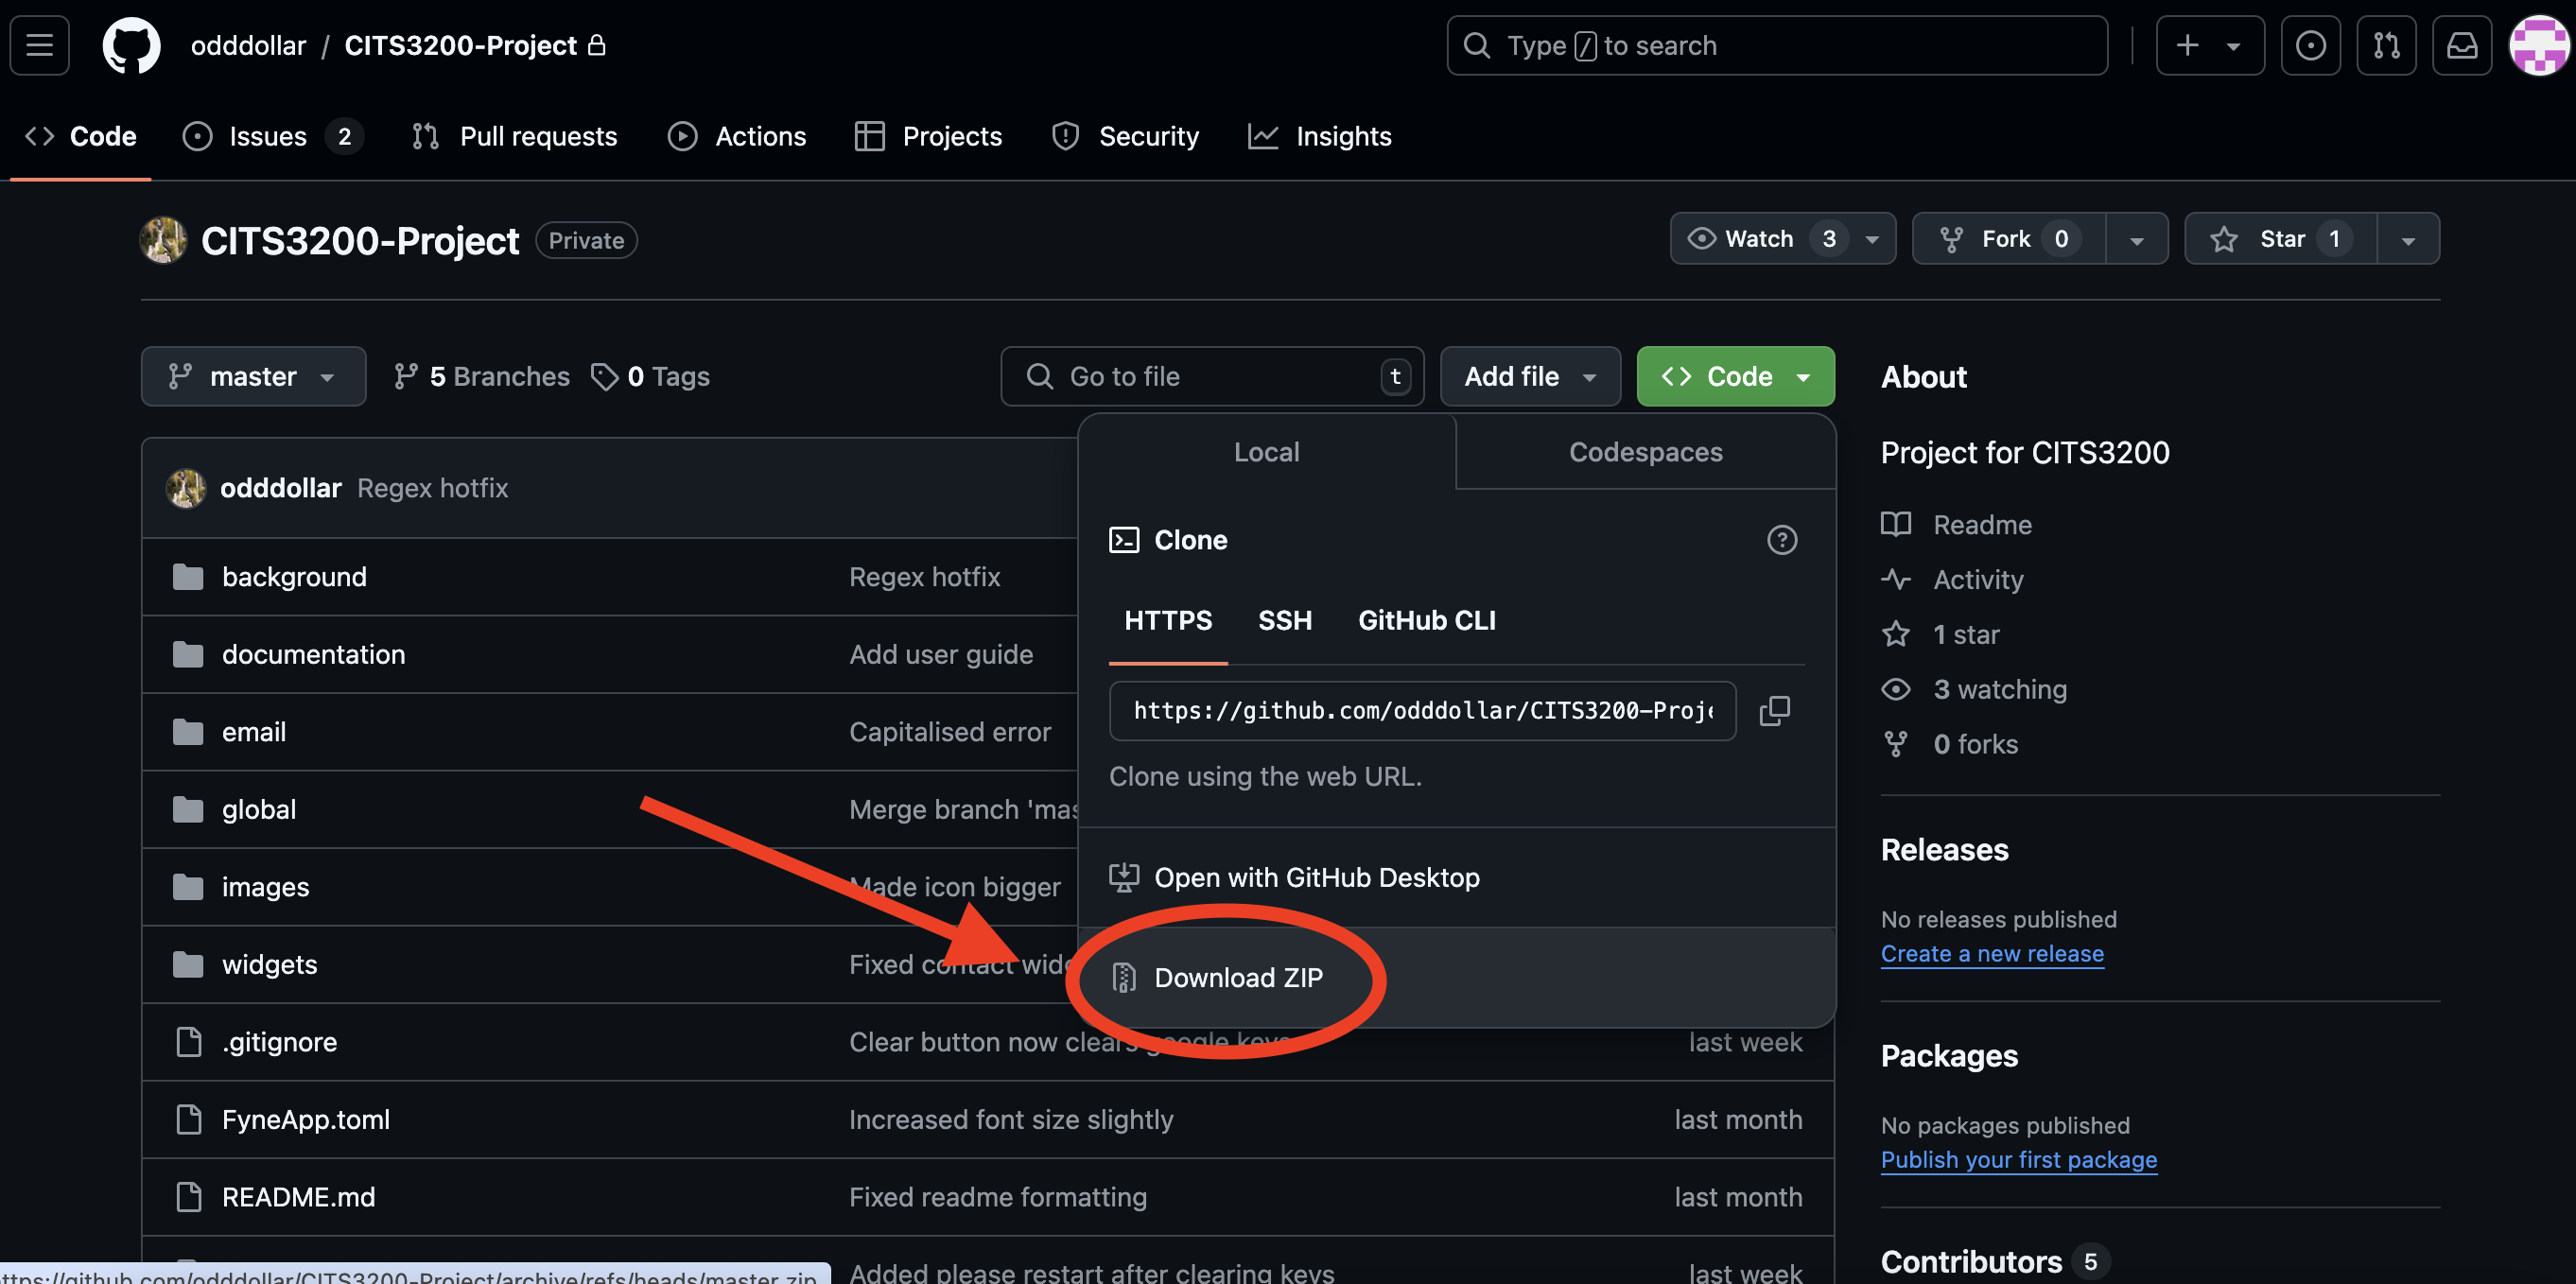 odddollar / CITS3200-Project
Type / to search
Code
Issues 2
Pull requests
Actions
Projects
Security
Insights
CITS3200-Project Private
Watch 3
Fork 0
Star 1
master
5 Branches
0 Tags
Go to file t
Add file
Code
Local
Codespaces
Clone
HTTPS
SSH
GitHub CLI
https://github.com/odddollar/CITS3200-Proje
Clone using the web URL.
Open with GitHub Desktop
Download ZIP
odddollar Regex hotfix
background Regex hotfix
documentation Add user guide
email Capitalised error
global Merge branch 'mas
images Made icon bigger
widgets Fixed contact widg
.gitignore Clear button now clears google keys last week
FyneApp.toml Increased font size slightly last month
README.md Fixed readme formatting last month
Added please restart after clearing keys last week
ttps://github.com/odddollar/CITS3200-Project/archive/refs/heads/master.zip
About
Project for CITS3200
Readme
Activity
1 star
3 watching
0 forks
Releases
No releases published
Create a new release
Packages
No packages published
Publish your first package
Contributors 5